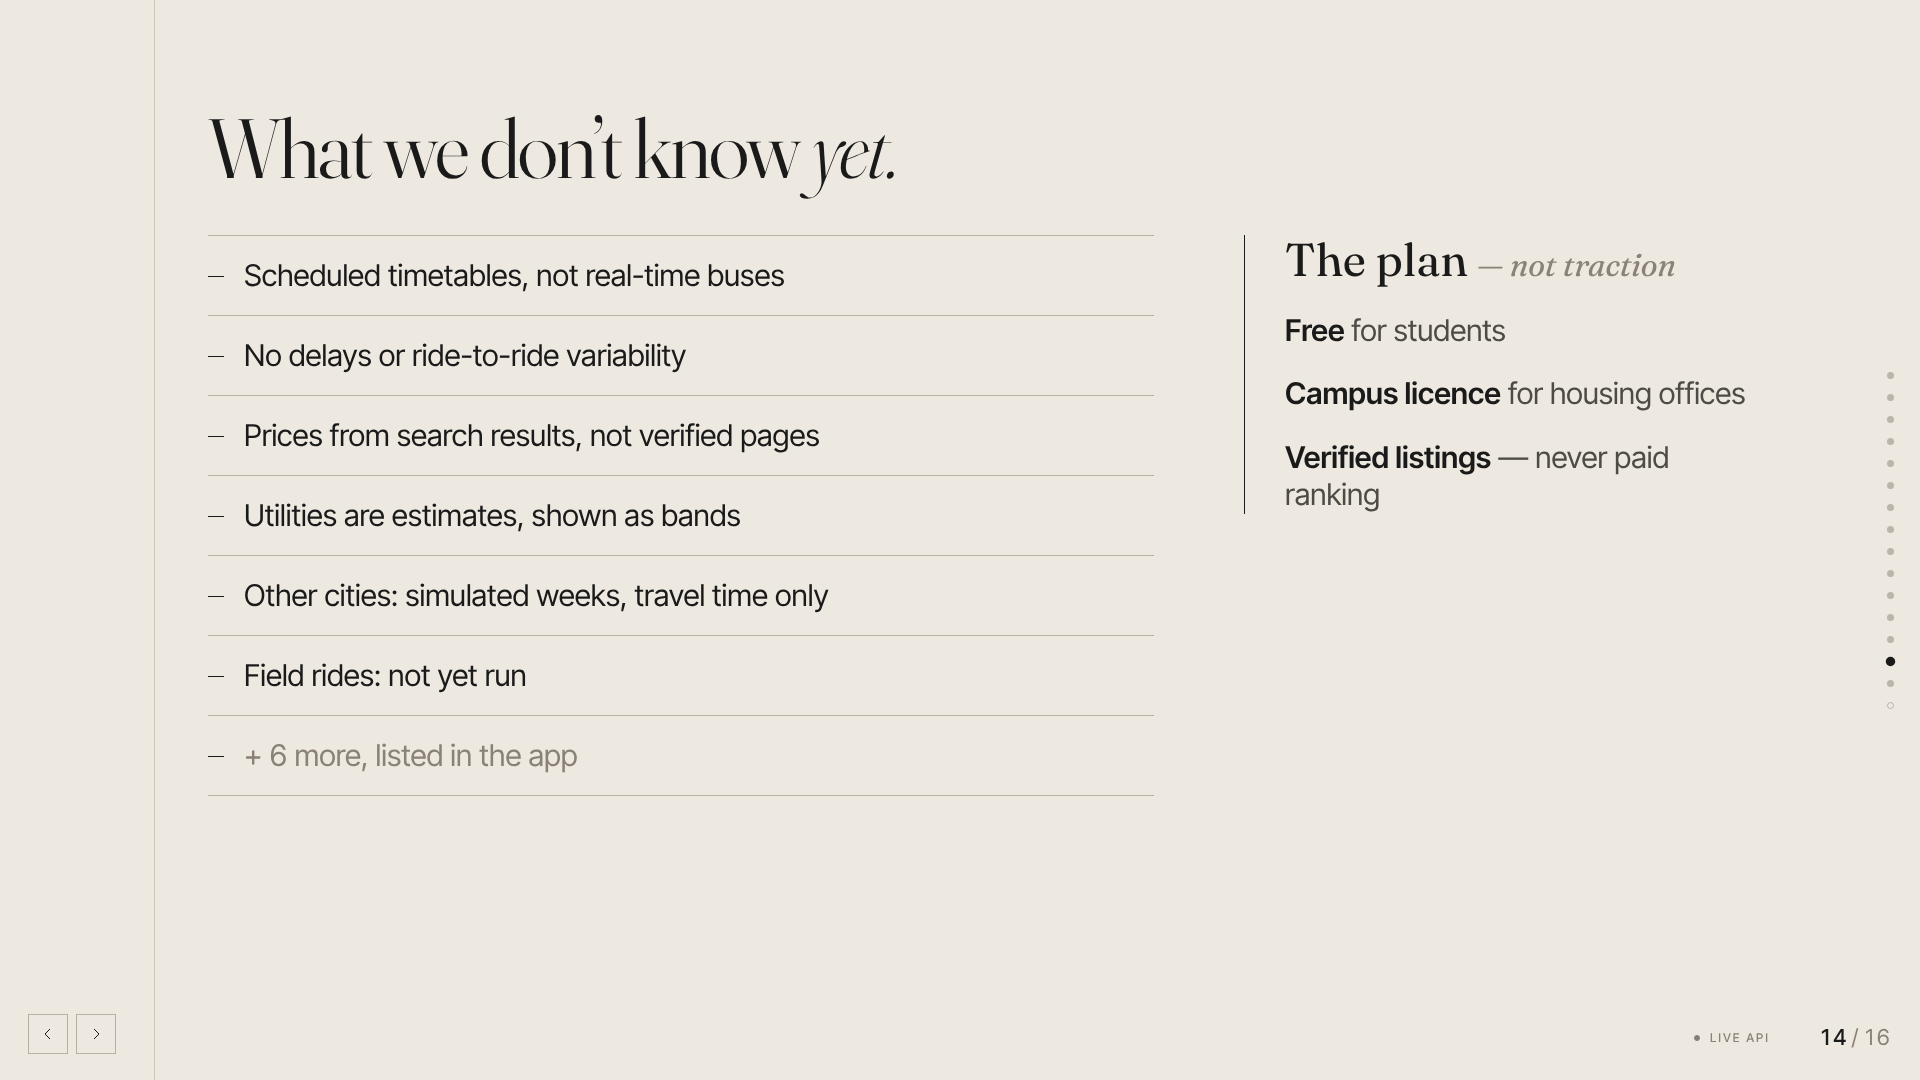 What we don’t know yet.
— Scheduled timetables, not real-time buses
— No delays or ride-to-ride variability
— Prices from search results, not verified pages
— Utilities are estimates, shown as bands
— Other cities: simulated weeks, travel time only
— Field rides: not yet run
— + 6 more, listed in the app
The plan — not traction
Free for students
Campus licence for housing offices
Verified listings — never paid
ranking
LIVE API
14 / 16